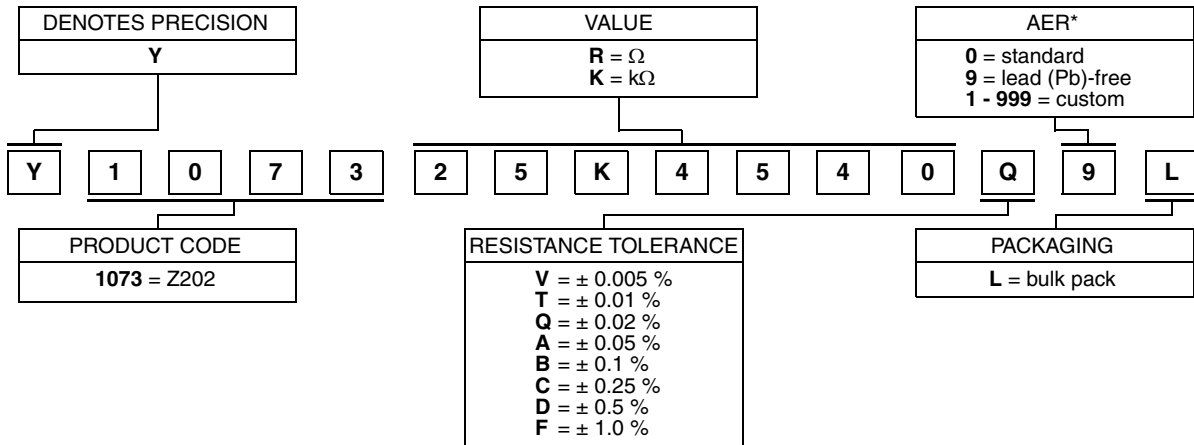 DENOTES PRECISION
Y
VALUE
R = Ω
K = kΩ
AER*
0 = standard
9 = lead (Pb)-free
1 - 999 = custom
Y 1 0 7 3 2 5 K 4 5 4 0 Q 9 L
PRODUCT CODE
1073 = Z202
RESISTANCE TOLERANCE
V = ± 0.005 %
T = ± 0.01 %
Q = ± 0.02 %
A = ± 0.05 %
B = ± 0.1 %
C = ± 0.25 %
D = ± 0.5 %
F = ± 1.0 %
PACKAGING
L = bulk pack